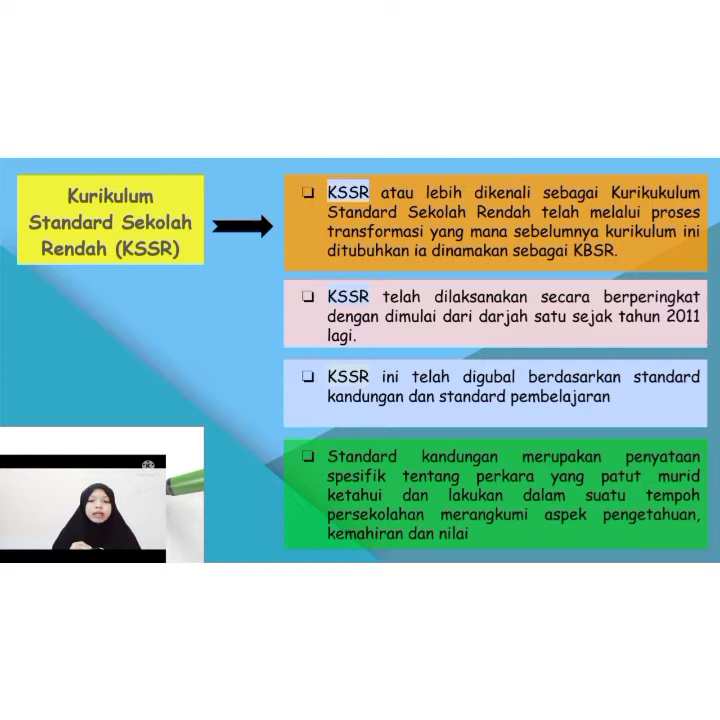 Kurikulum
Standard Sekolah
Rendah (KSSR)
KSSR atau lebih dikenali sebagai Kurikukulum
Standard Sekolah Rendah telah melalui proses
transformasi yang mana sebelumnya kurikulum ini
ditubuhkan ia dinamakan sebagai KBSR.
KSSR telah dilaksanakan secara berperingkat
dengan dimulai dari darjah satu sejak tahun 2011
lagi.
KSSR ini telah digubal berdasarkan standard
kandungan dan standard pembelajaran
Standard kandungan merupakan penyataan
spesifik tentang perkara yang patut murid
ketahui dan lakukan dalam suatu tempoh
persekolahan merangkumi aspek pengetahuan,
kemahiran dan nilai